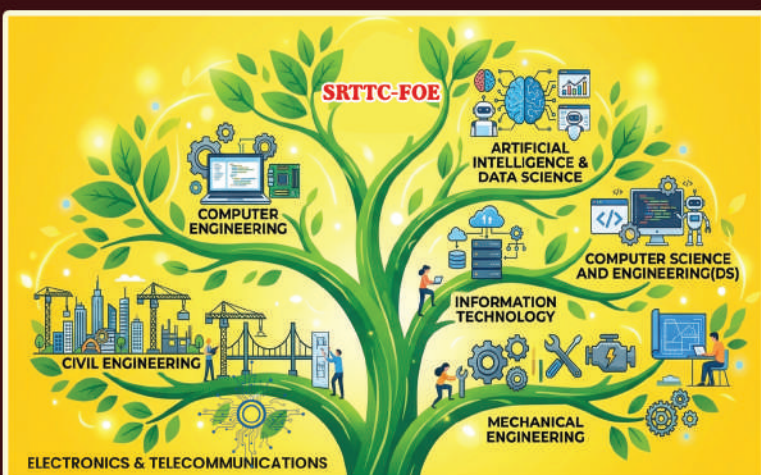 SRTTC-FOE
ARTIFICIAL
INTELLIGENCE &
DATA SCIENCE
COMPUTER
ENGINEERING
</>
</>
COMPUTER SCIENCE
AND ENGINEERING(DS)
INFORMATION
TECHNOLOGY
CIVIL ENGINEERING
MECHANICAL
ENGINEERING
ELECTRONICS & TELECOMMUNICATIONS